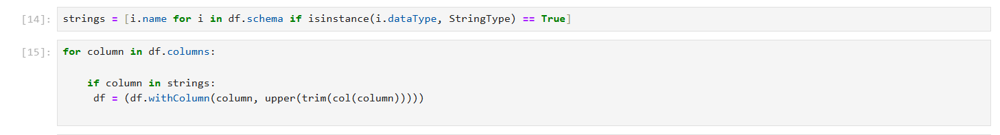 [14]: strings = [i.name for i in df.schema if isinstance(i.dataType, StringType) == True]
[15]: for column in df.columns:
if column in strings:
df = (df.withColumn(column, upper(trim(col(column)))))